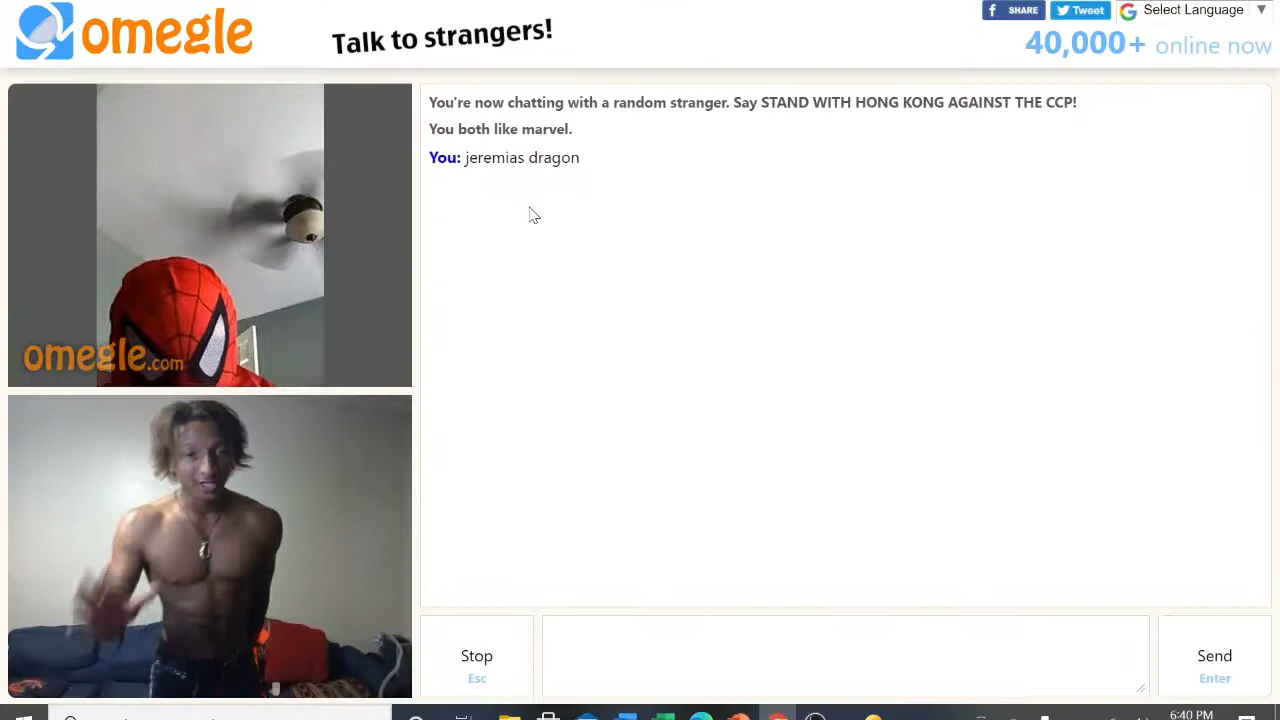 omegle
Talk to strangers!
f SHARE
Tweet
G Select Language ▼
40,000+ online now
You're now chatting with a random stranger. Say STAND WITH HONG KONG AGAINST THE CCP!
You both like marvel.
You: jeremias dragon
omegle.com
Stop
Esc
Send
Enter
6:40 PM